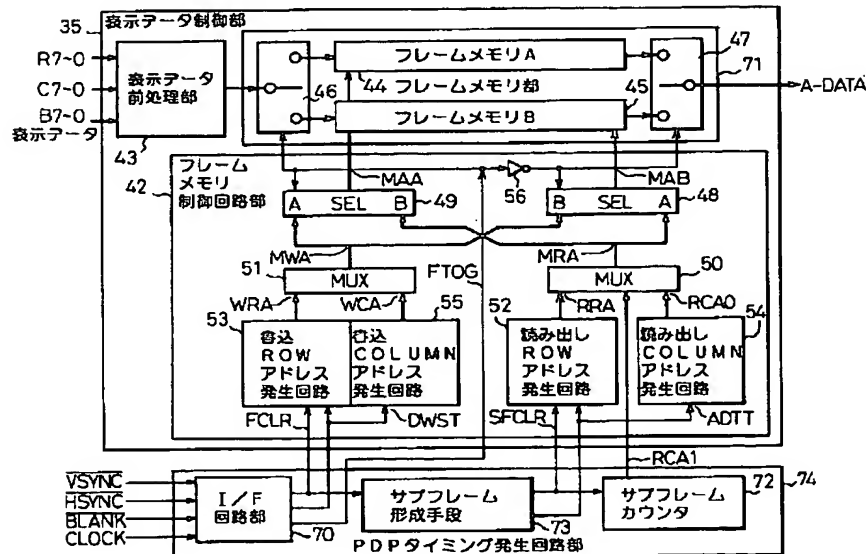 表示データ制御部
35
R7~0
C7~0
B7~0
表示データ
表示データ
前処理部
43
46
フレームメモリA
44
フレームメモリ部
45
フレームメモリB
47
71
A-DATA
42
フレーム
メモリ
制御回路部
MAA
56
MAB
A SEL B
49
B SEL A
48
MWA
FTOG
MRA
51
MUX
MUX
50
WRA
WCA
RRA
RCA0
53
55
52
54
書込
ROW
アドレス
発生回路
書込
COLUMN
アドレス
発生回路
読み出し
ROW
アドレス
発生回路
読み出し
COLUMN
アドレス
発生回路
FCLR
DWST
SFCLR
ADTT
RCA1
VSYNC
HSYNC
BLANK
CLOCK
I/F
回路部
70
サブフレーム
形成手段
73
サブフレーム
カウンタ
72
74
PDPタイミング発生回路部